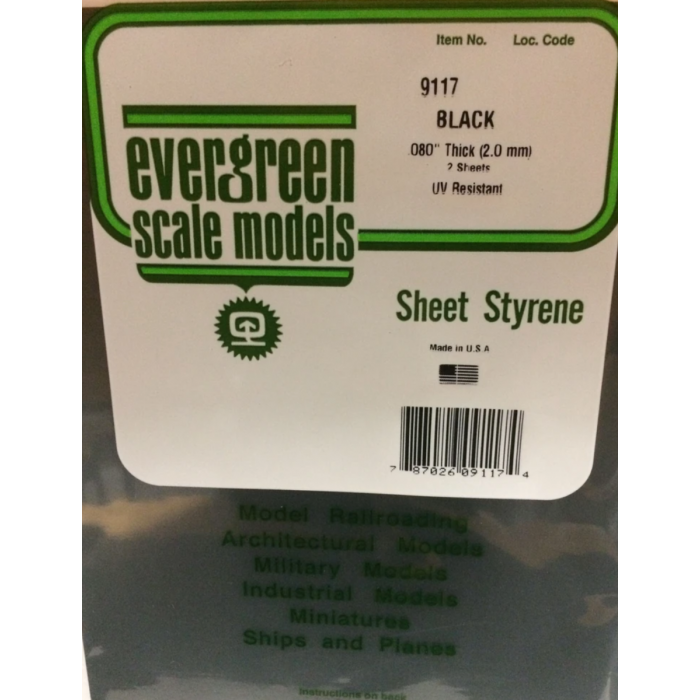 Item No. Loc. Code
9117
BLACK
.080" Thick (2.0 mm)
2 Sheets
UV Resistant
evergreen
scale models
Sheet Styrene
Made in U.S.A
7 87026 09117 4
Model Railroading
Architectural Models
Military Models
Industrial Models
Miniatures
Ships and Planes
Instructions on back